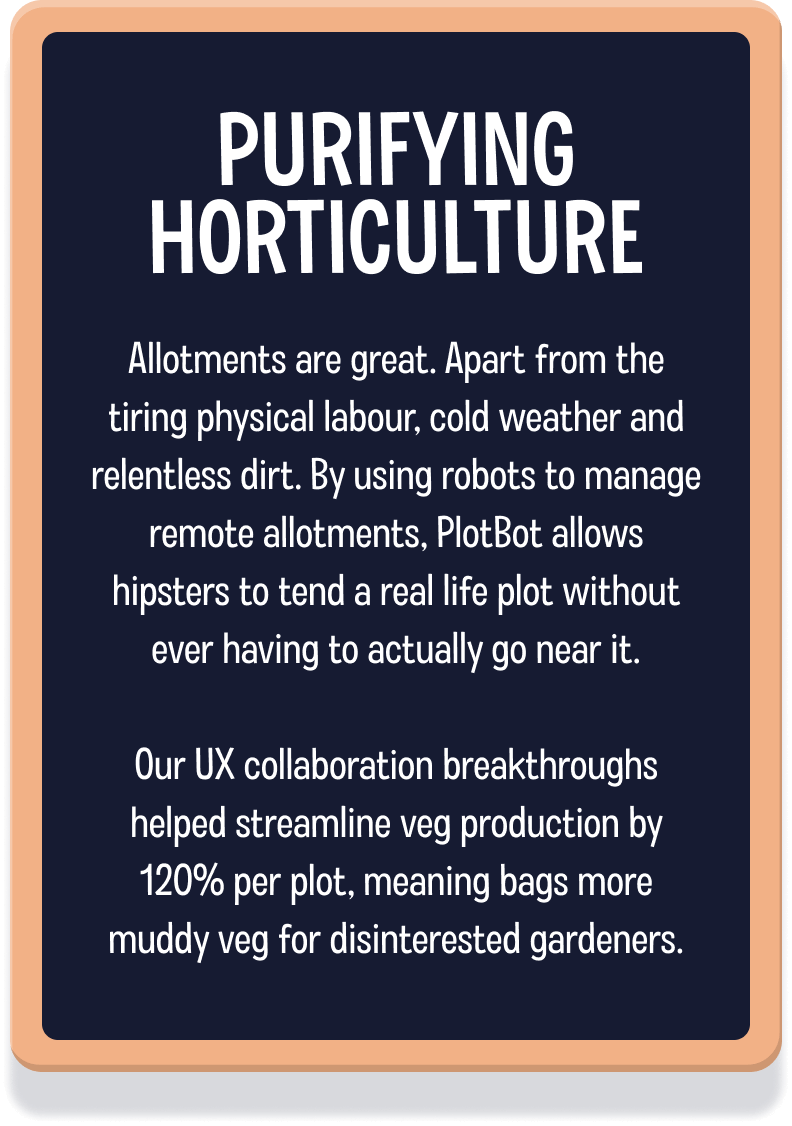 PURIFYING
HORTICULTURE
Allotments are great. Apart from the
tiring physical labour, cold weather and
relentless dirt. By using robots to manage
remote allotments, PlotBot allows
hipsters to tend a real life plot without
ever having to actually go near it.
Our UX collaboration breakthroughs
helped streamline veg production by
120% per plot, meaning bags more
muddy veg for disinterested gardeners.